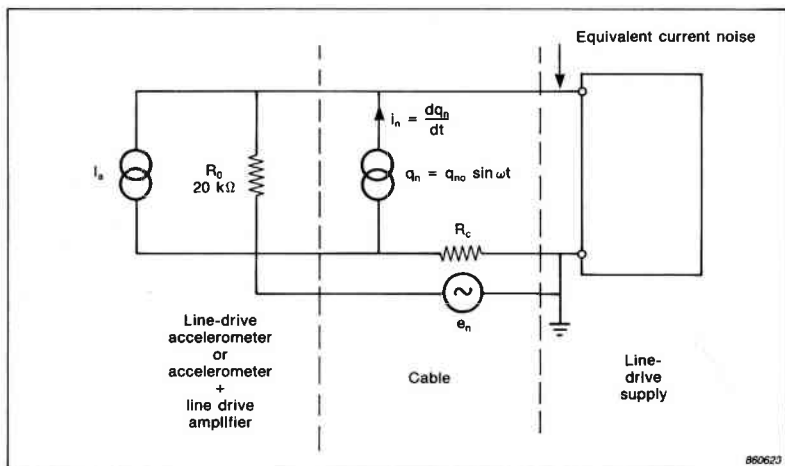 Equivalent current noise
iₙ = dqₙ/dt
Iₐ
R₀
20 kΩ
qₙ = qₙₒ sin ωt
R꜀
eₙ
Line-drive
accelerometer
or
accelerometer
+
line drive
amplifier
Cable
Line-
drive
supply
860623